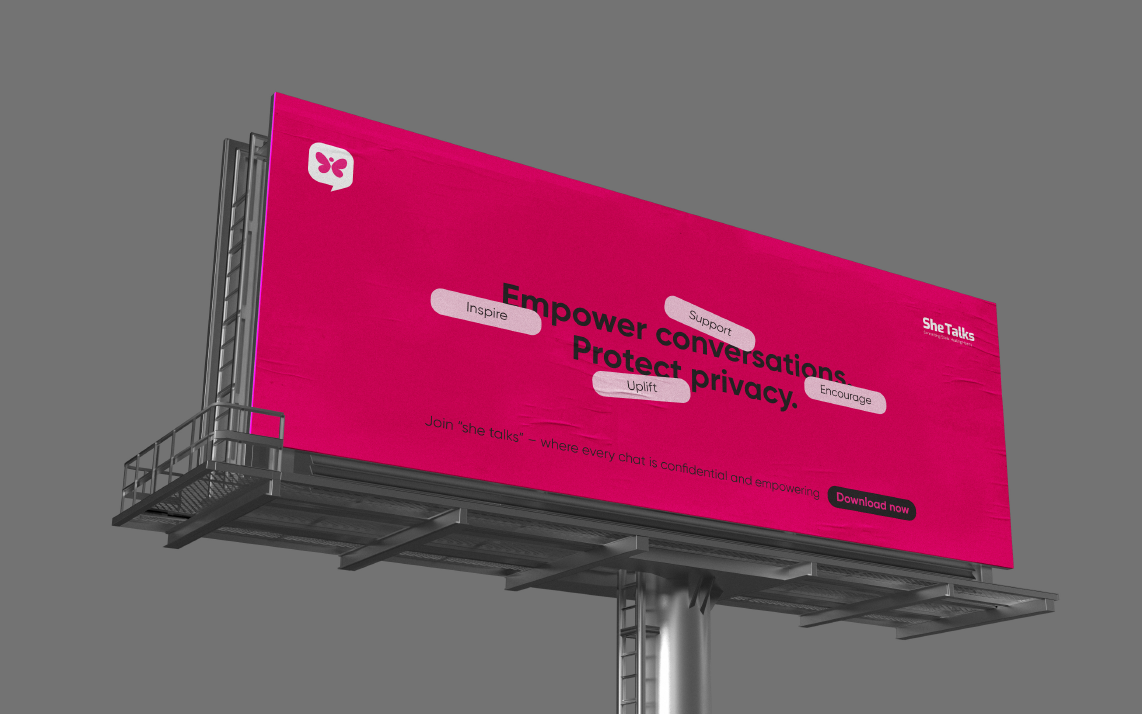 She Talks
Inspire
Support
Empower conversations.
Protect privacy.
Uplift
Encourage
Join "she talks" – where every chat is confidential and empowering
Download now